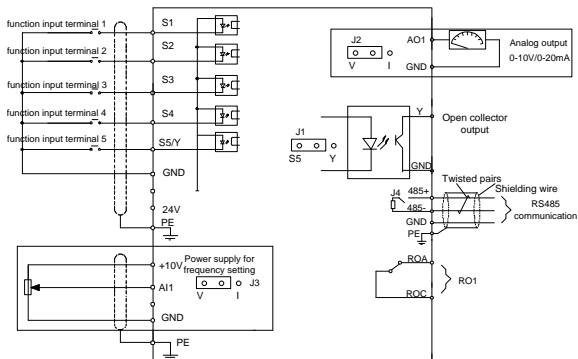 function input terminal 1
function input terminal 2
function input terminal 3
function input terminal 4
function input terminal 5
S1
S2
S3
S4
S5/Y
GND
24V
PE
+10V
Power supply for
frequency setting
AI1
V
I
J3
GND
PE
J2
V
I
AO1
GND
Analog output
0-10V/0-20mA
J1
S5
Y
Y
GND
Open collector
output
Twisted pairs
Shielding wire
J4
485+
485-
GND
PE
RS485
communication
ROA
ROC
RO1